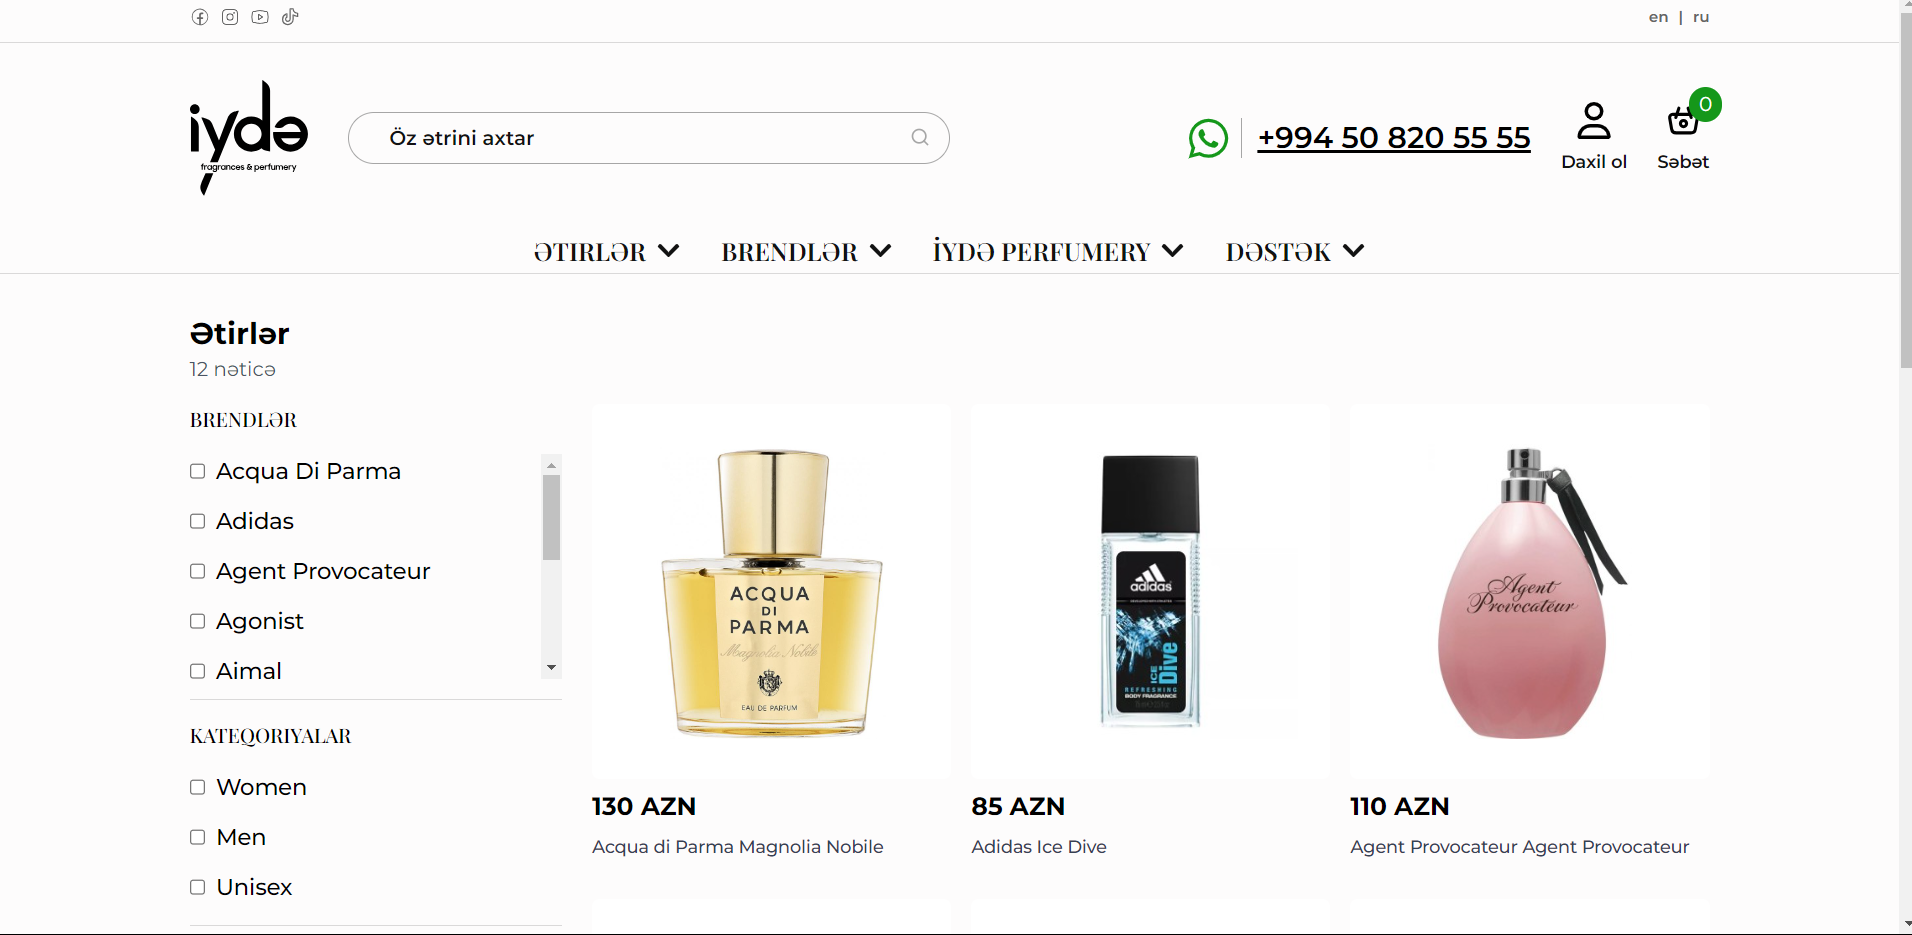 en | ru
iydə
fragrances & perfumery
Öz ətrini axtar
+994 50 820 55 55
Daxil ol
0
Səbət
ƏTIRLƏR
BRENDLƏR
İYDƏ PERFUMERY
DƏSTƏK
Ətirlər
12 nəticə
BRENDLƏR
Acqua Di Parma
Adidas
Agent Provocateur
Agonist
Aimal
KATEQORIYALAR
Women
Men
Unisex
ACQUA
DI
PARMA
Magnolia Nobile
EAU DE PARFUM
130 AZN
Acqua di Parma Magnolia Nobile
adidas
ICE
Dive
REFRESHING
BODY FRAGRANCE
85 AZN
Adidas Ice Dive
Agent
Provocateur
110 AZN
Agent Provocateur Agent Provocateur